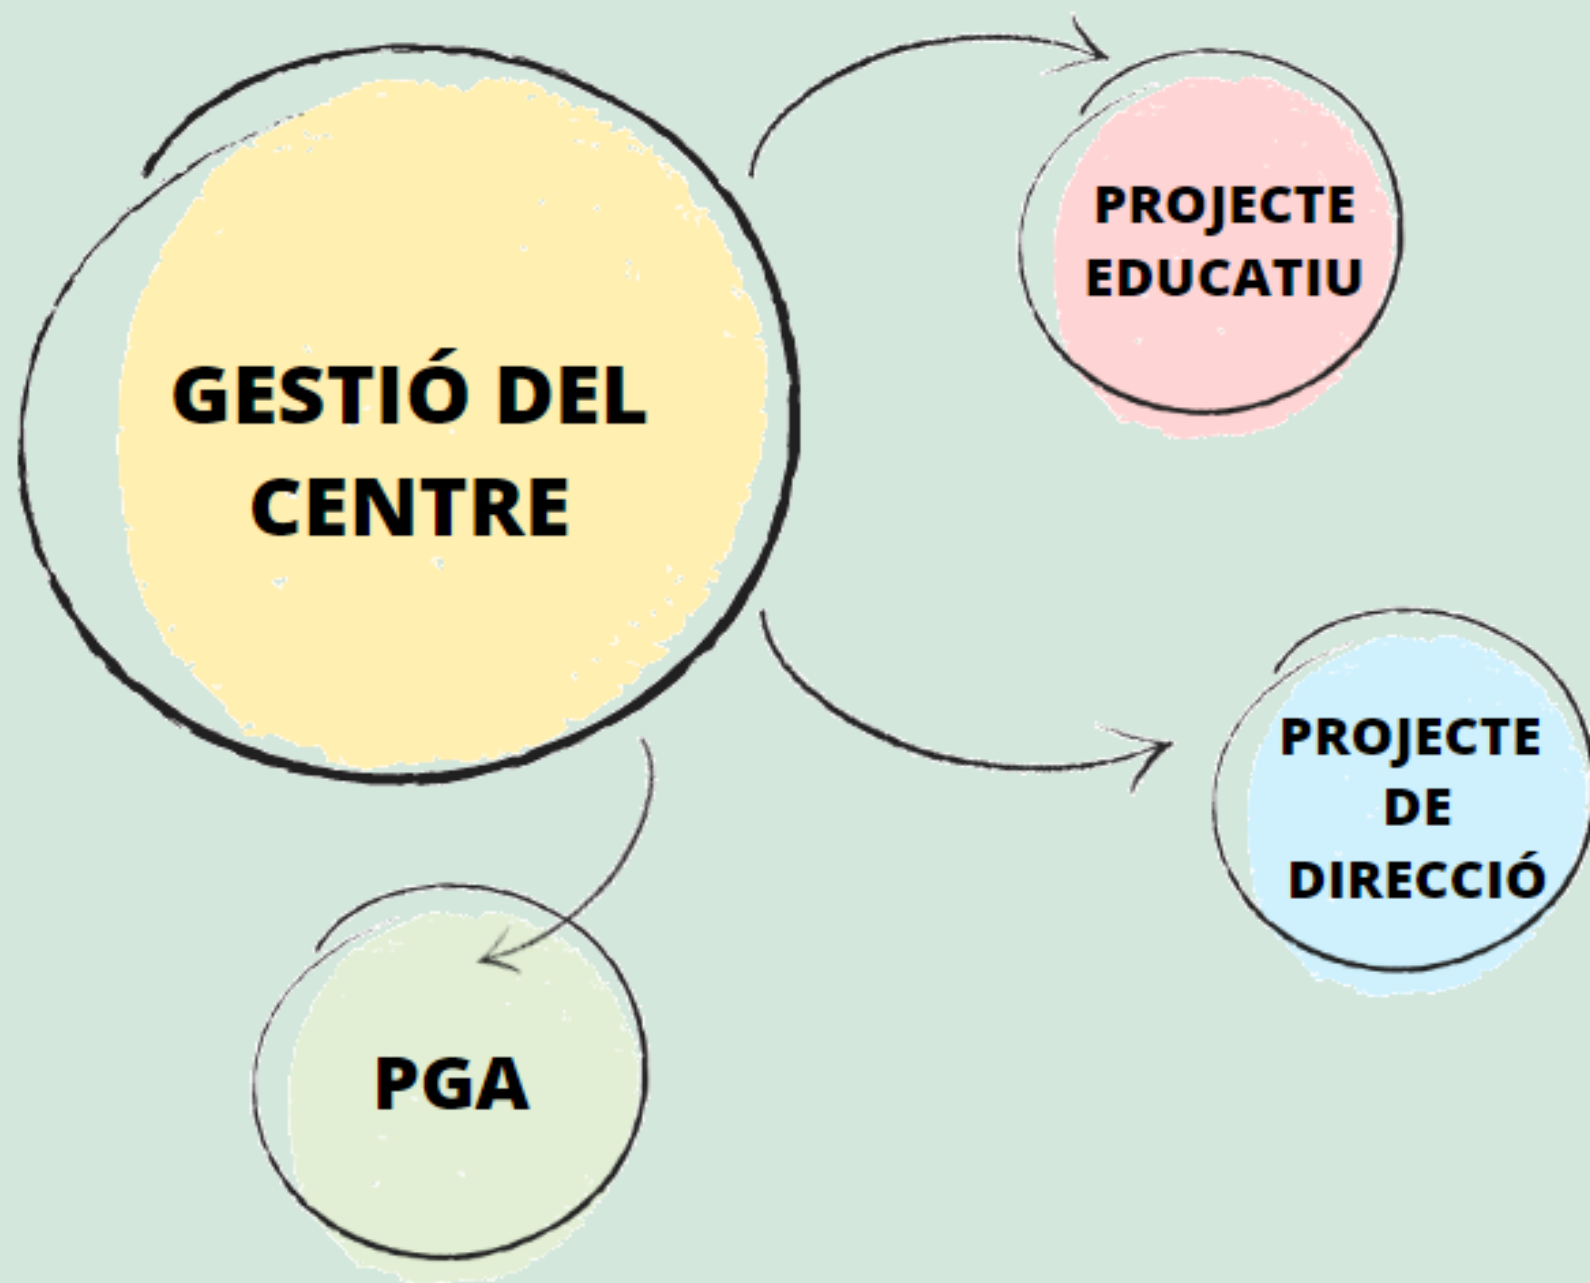 GESTIÓ DEL
CENTRE
PROJECTE
EDUCATIU
PROJECTE
DE
DIRECCIÓ
PGA